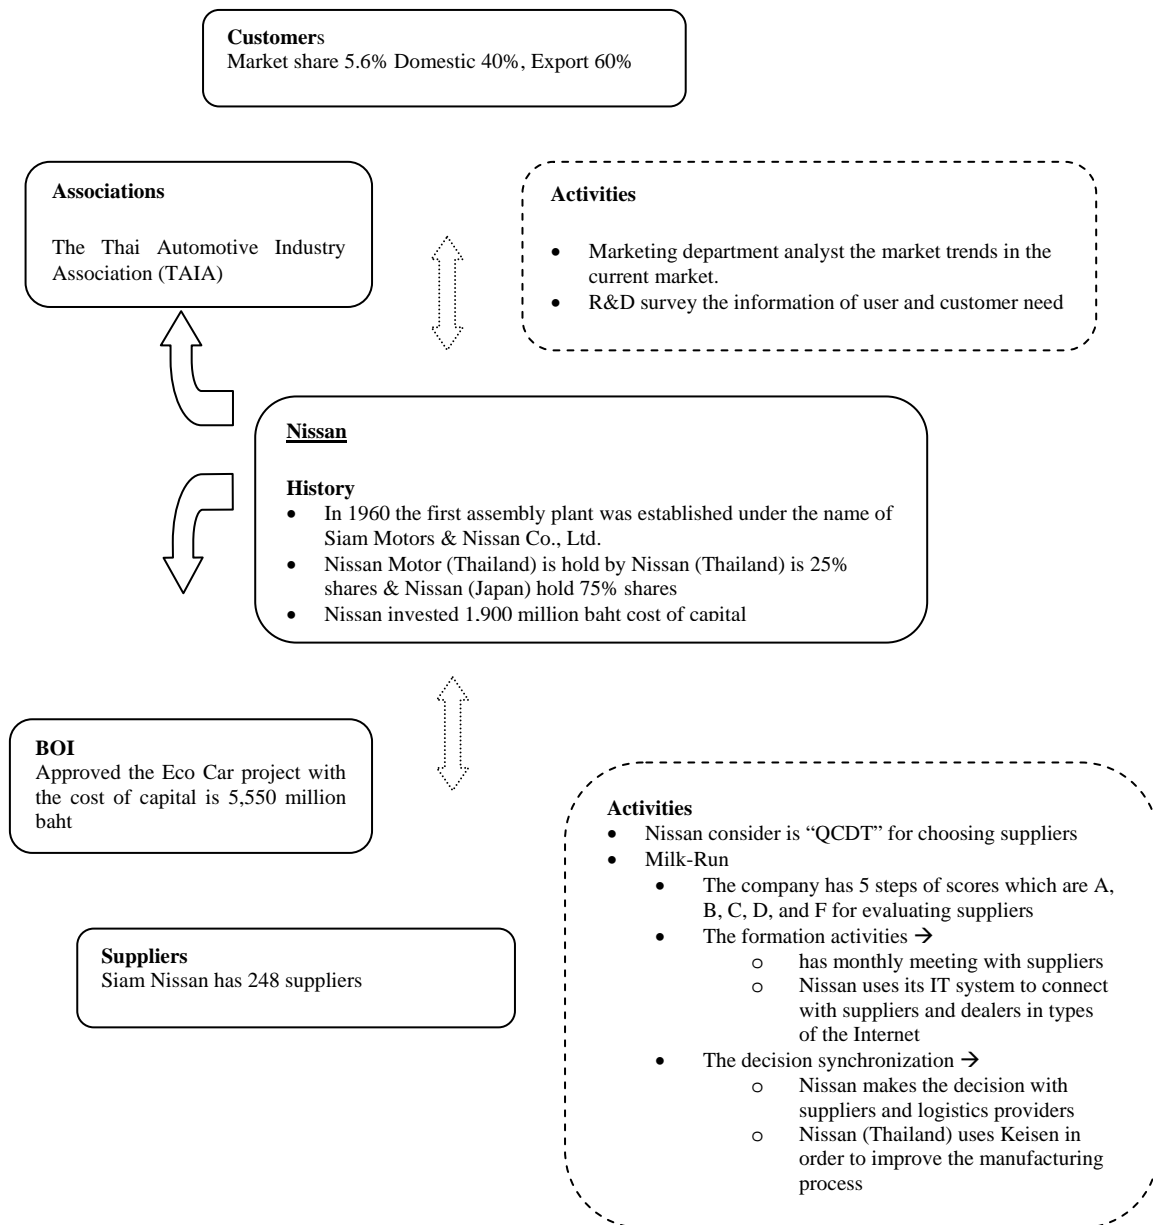 Customers
Market share 5.6% Domestic 40%, Export 60%
Associations
The Thai Automotive Industry
Association (TAIA)
Activities
• Marketing department analyst the market trends in the
current market.
• R&D survey the information of user and customer need
Nissan
History
• In 1960 the first assembly plant was established under the name of
Siam Motors & Nissan Co., Ltd.
• Nissan Motor (Thailand) is hold by Nissan (Thailand) is 25%
shares & Nissan (Japan) hold 75% shares
• Nissan invested 1,900 million baht cost of capital
BOI
Approved the Eco Car project with
the cost of capital is 5,550 million
baht
Suppliers
Siam Nissan has 248 suppliers
Activities
• Nissan consider is “QCDT” for choosing suppliers
• Milk-Run
• The company has 5 steps of scores which are A,
B, C, D, and F for evaluating suppliers
• The formation activities →
o has monthly meeting with suppliers
o Nissan uses its IT system to connect
with suppliers and dealers in types
of the Internet
• The decision synchronization →
o Nissan makes the decision with
suppliers and logistics providers
o Nissan (Thailand) uses Keisen in
order to improve the manufacturing
process